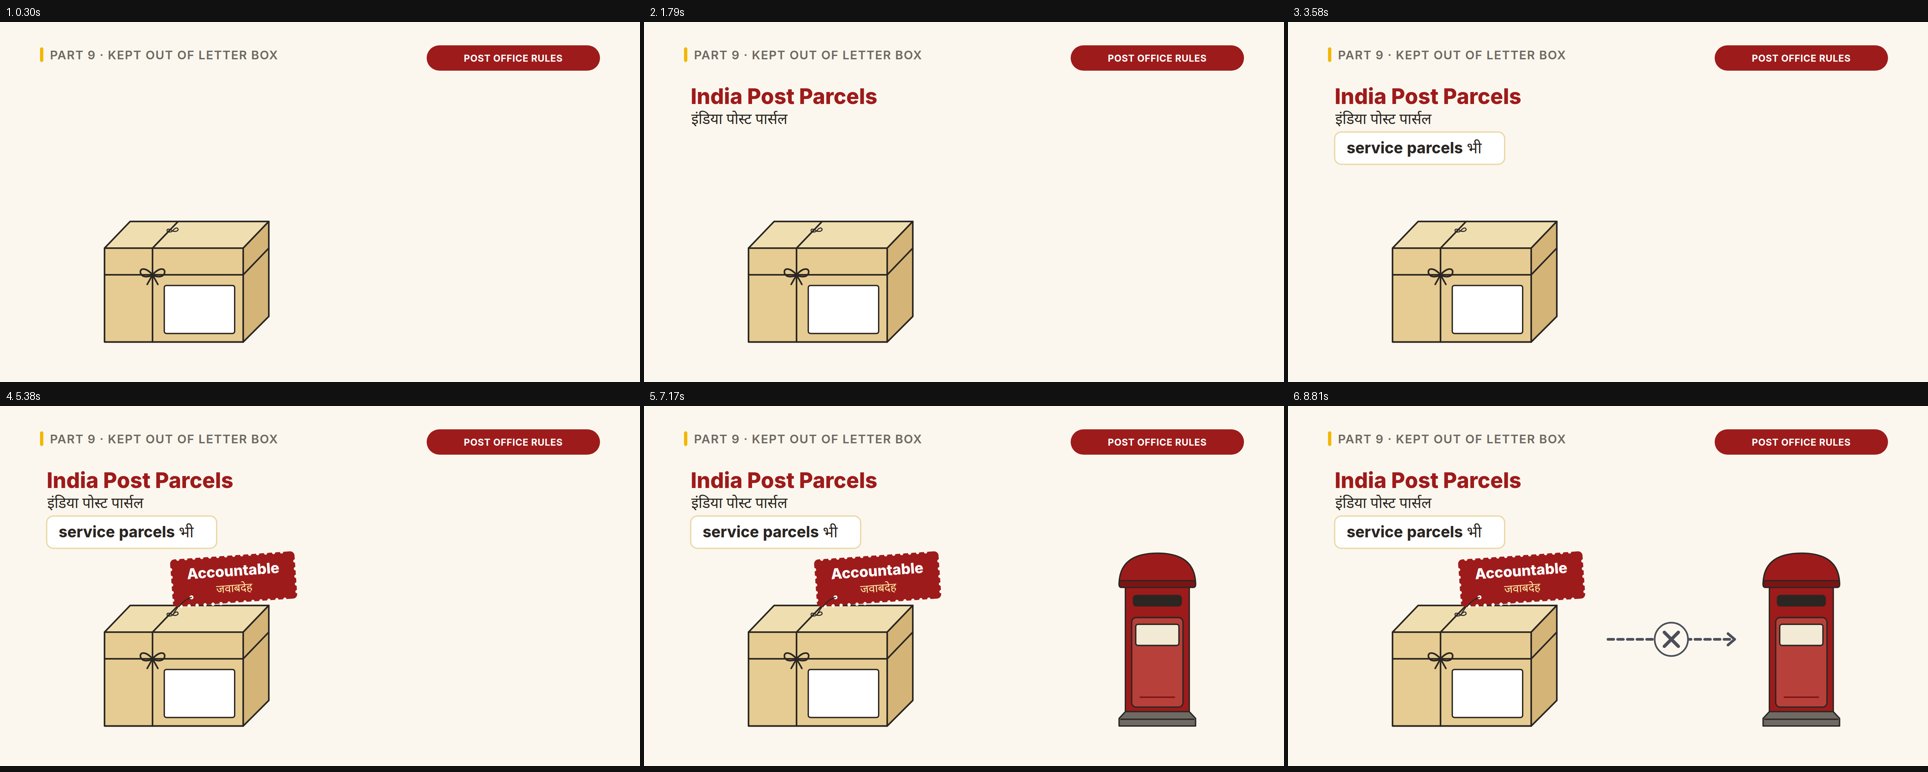 1. 0.30s
PART 9 · KEPT OUT OF LETTER BOX
POST OFFICE RULES
2. 1.79s
PART 9 · KEPT OUT OF LETTER BOX
POST OFFICE RULES
India Post Parcels
इंडिया पोस्ट पार्सल
3. 3.58s
PART 9 · KEPT OUT OF LETTER BOX
POST OFFICE RULES
India Post Parcels
इंडिया पोस्ट पार्सल
service parcels भी
4. 5.38s
PART 9 · KEPT OUT OF LETTER BOX
POST OFFICE RULES
India Post Parcels
इंडिया पोस्ट पार्सल
service parcels भी
Accountable
जवाबदेह
5. 7.17s
PART 9 · KEPT OUT OF LETTER BOX
POST OFFICE RULES
India Post Parcels
इंडिया पोस्ट पार्सल
service parcels भी
Accountable
जवाबदेह
6. 8.81s
PART 9 · KEPT OUT OF LETTER BOX
POST OFFICE RULES
India Post Parcels
इंडिया पोस्ट पार्सल
service parcels भी
Accountable
जवाबदेह